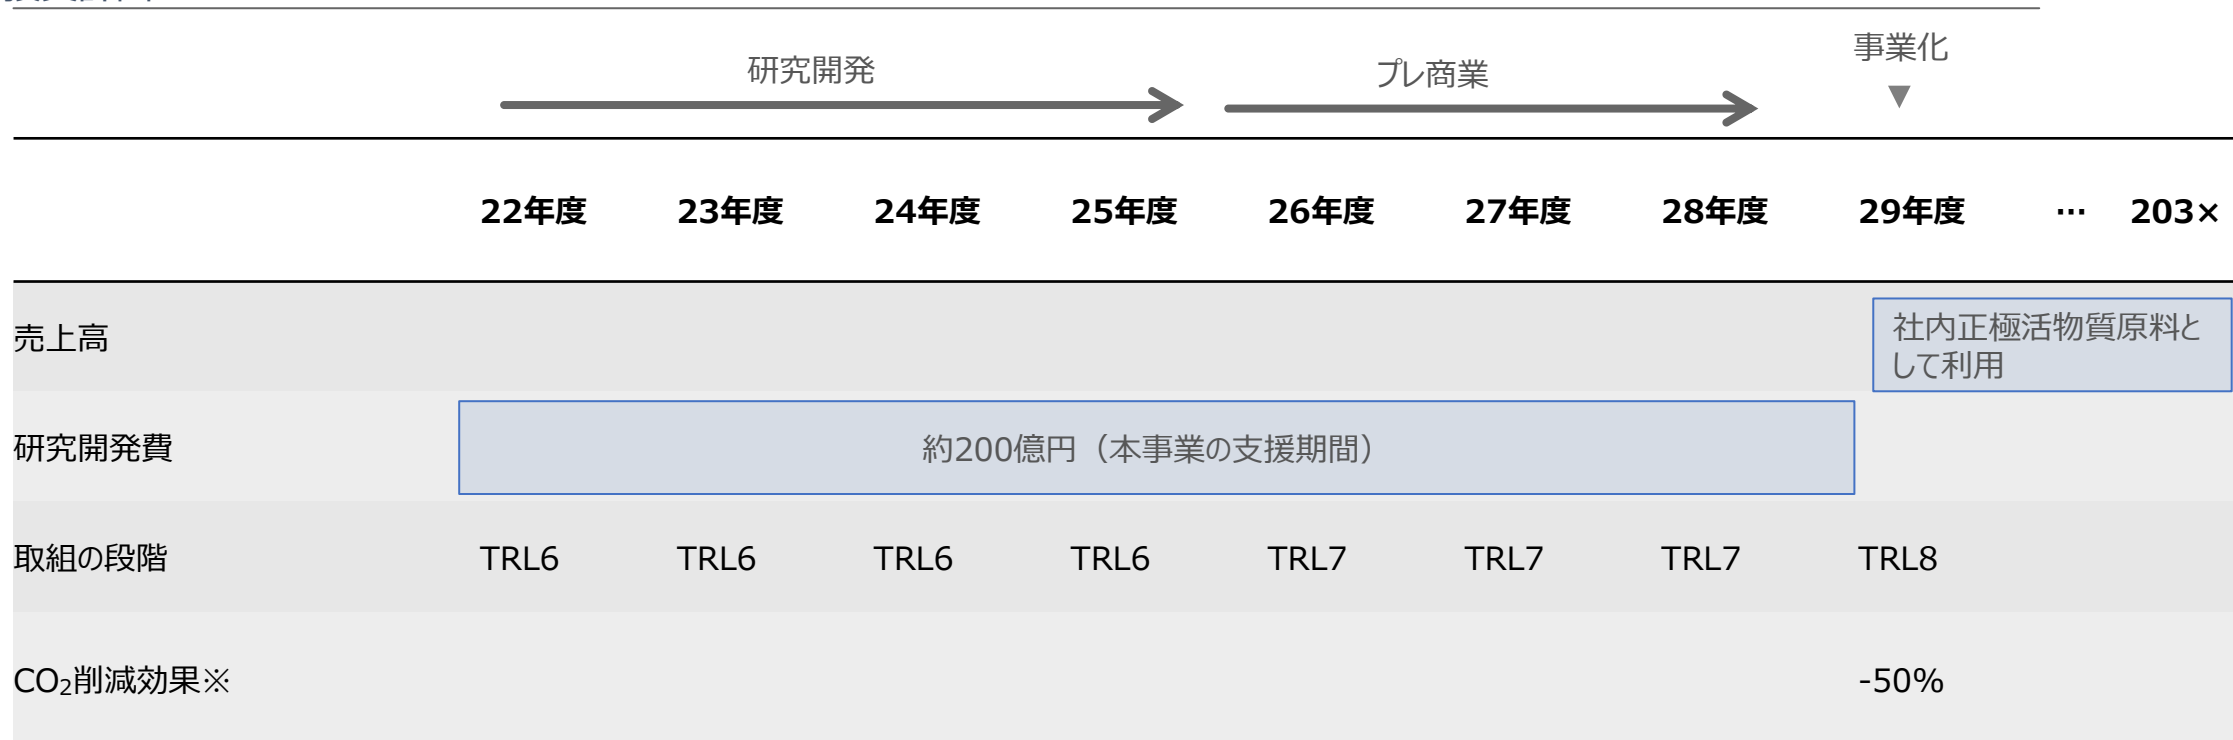 研究開発
プレ商業
事業化
▼
22年度 23年度 24年度 25年度 26年度 27年度 28年度 29年度 … 203×
売上高
社内正極活物質原料と
して利用
研究開発費
約200億円（本事業の支援期間）
取組の段階 TRL6 TRL6 TRL6 TRL6 TRL7 TRL7 TRL7 TRL8
CO₂削減効果※ -50%